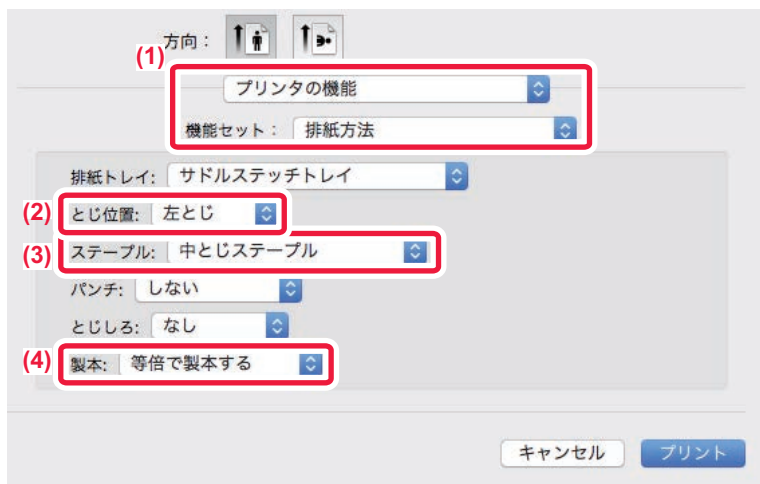 方向：
(1)
プリンタの機能
機能セット： 排紙方法
排紙トレイ： サドルステッチトレイ
(2) とじ位置： 左とじ
(3) ステープル： 中とじステープル
パンチ： しない
とじしろ： なし
(4) 製本： 等倍で製本する
キャンセル プリント